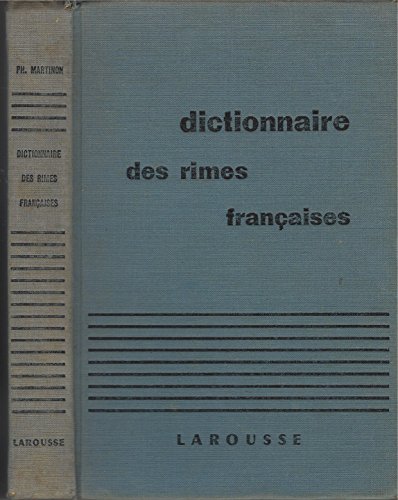 PH. MARTINON
DICTIONNAIRE
DES RIMES
FRANÇAISES
LAROUSSE
dictionnaire
des rimes
françaises
LAROUSSE